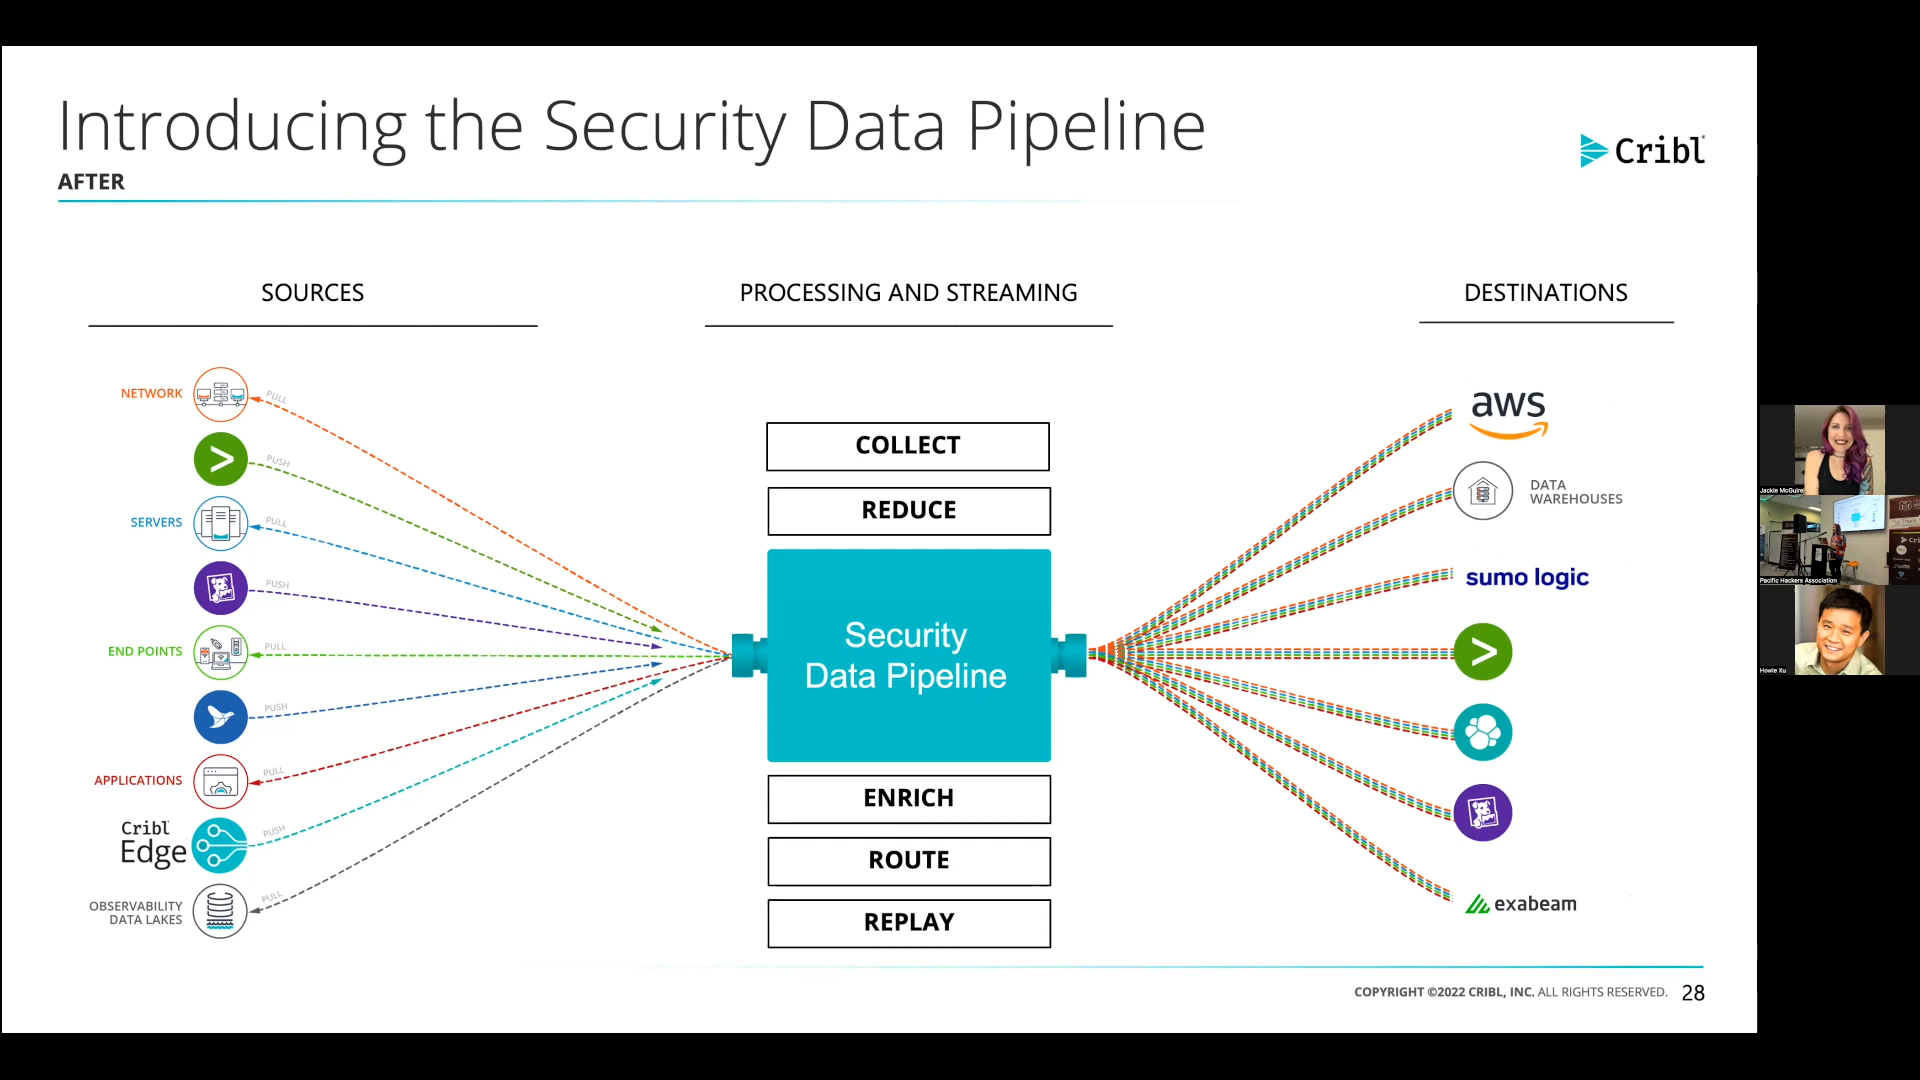 Introducing the Security Data Pipeline
AFTER
Cribl
SOURCES
PROCESSING AND STREAMING
DESTINATIONS
NETWORK
PULL
PUSH
SERVERS
PULL
PUSH
END POINTS
PULL
PUSH
APPLICATIONS
PULL
Cribl
Edge
PUSH
OBSERVABILITY
DATA LAKES
PULL
COLLECT
REDUCE
Security
Data Pipeline
ENRICH
ROUTE
REPLAY
aws
DATA
WAREHOUSES
sumo logic
exabeam
COPYRIGHT ©2022 CRIBL, INC. ALL RIGHTS RESERVED. 28
Jackie McGuire
Pacific Hackers Association
Howie Xu